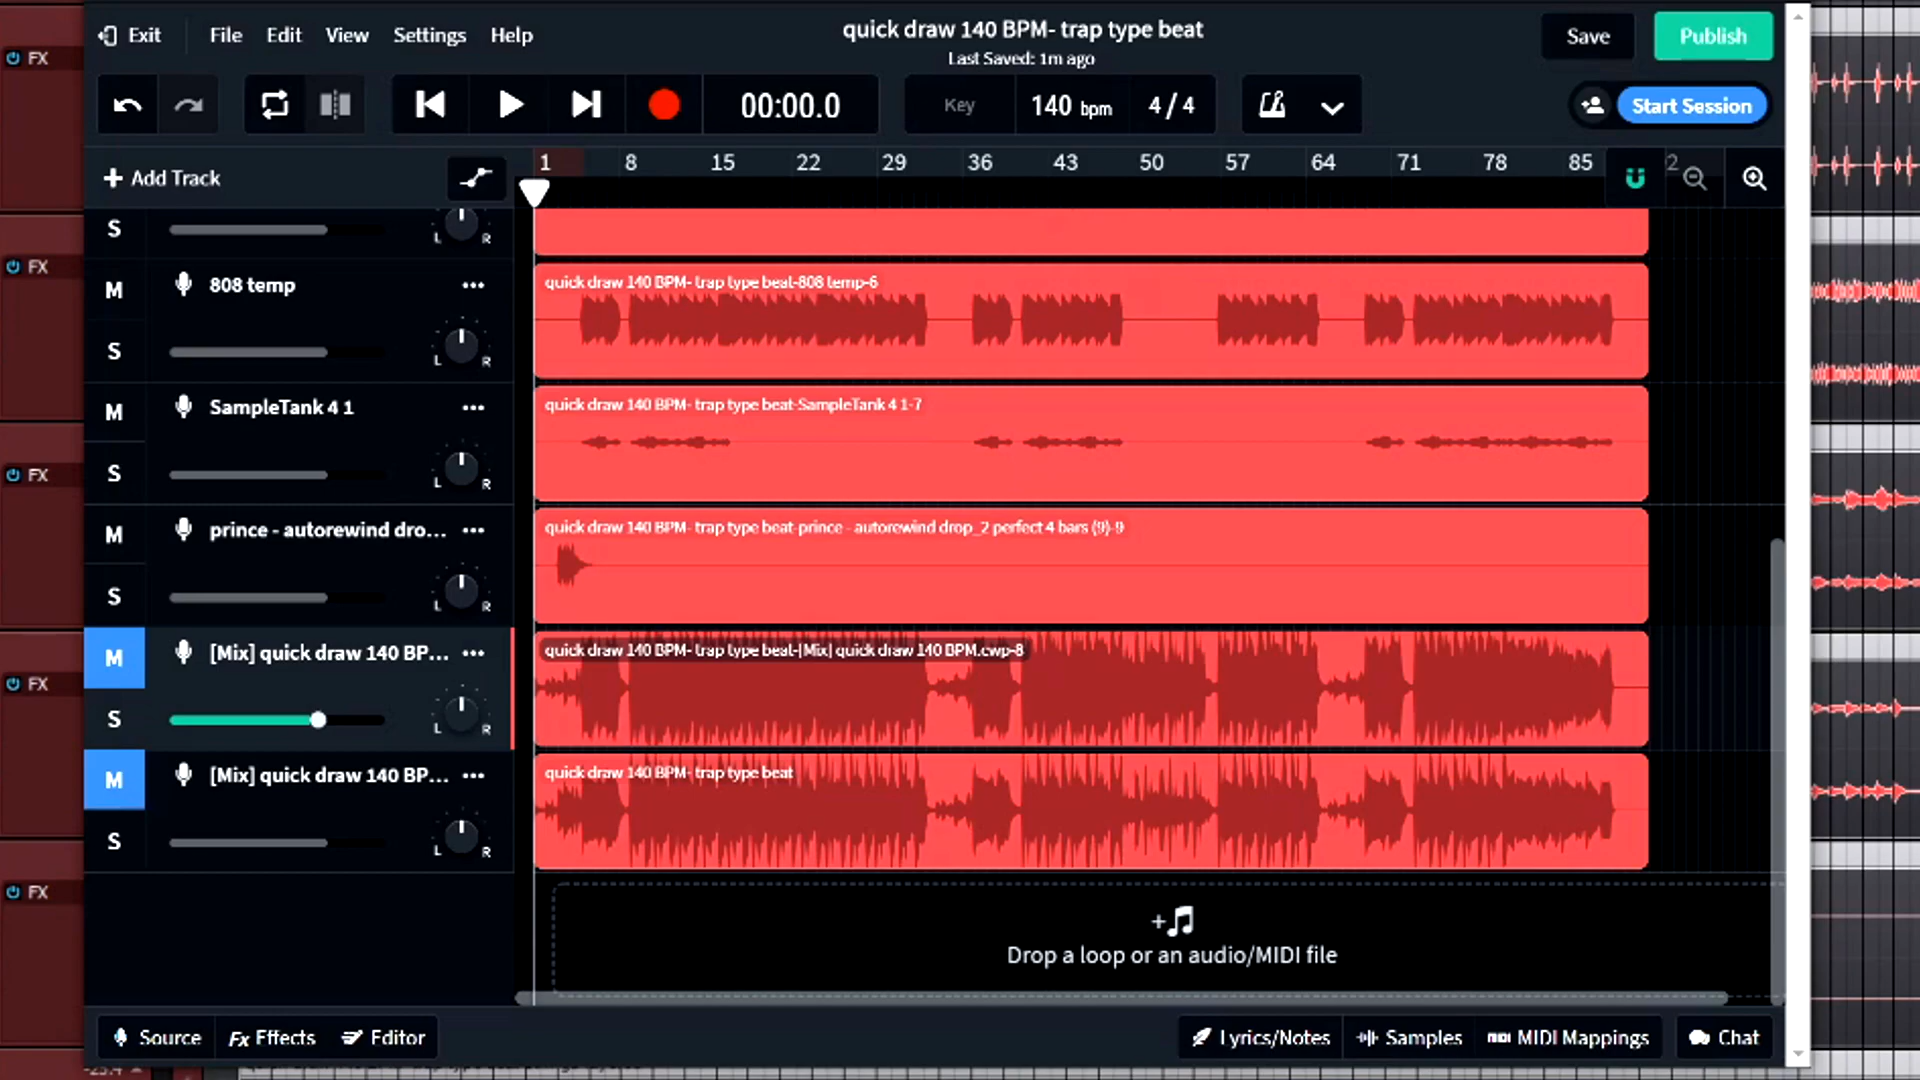 Exit File Edit View Settings Help
quick draw 140 BPM- trap type beat
Last Saved: 1m ago
Save Publish
00:00.0 Key 140 bpm 4 / 4
Start Session
+ Add Track
1 8 15 22 29 36 43 50 57 64 71 78 85 2
S L R
M 808 temp ...
quick draw 140 BPM- trap type beat-808 temp-6
S L R
M SampleTank 4 1 ...
quick draw 140 BPM- trap type beat-SampleTank 4 1-7
S L R
M prince - autorewind dro... ...
quick draw 140 BPM- trap type beat-prince - autorewind drop_2 perfect 4 bars (9)-9
S L R
M [Mix] quick draw 140 BP... ...
quick draw 140 BPM- trap type beat-[Mix] quick draw 140 BPM.cwp-8
S L R
M [Mix] quick draw 140 BP... ...
quick draw 140 BPM- trap type beat
S L R
Drop a loop or an audio/MIDI file
Source Fx Effects Editor
Lyrics/Notes Samples MIDI Mappings Chat
FX
FX
FX
FX
FX
-25.4